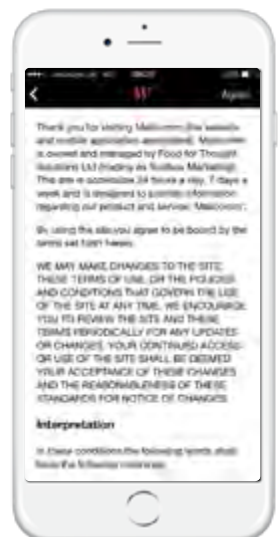 Agree
Thank you for visiting
and mobile application
is owned and managed by Food for Thought
Solutions Ltd (trading as
This site is accessible 24 hours a day, 7 days a
week and is designed to provide information
regarding our product and service,
By using the site you agree to be bound by the
terms set forth herein.
WE MAY MAKE CHANGES TO THE SITE,
THESE TERMS OF USE, OR THE POLICIES
AND CONDITIONS THAT GOVERN THE USE
OF THE SITE AT ANY TIME. WE ENCOURAGE
YOU TO REVIEW THE SITE AND THESE
TERMS PERIODICALLY FOR ANY UPDATES
OR CHANGES. YOUR CONTINUED ACCESS
OR USE OF THE SITE SHALL BE DEEMED
YOUR ACCEPTANCE OF THESE CHANGES
AND THE REASONABLENESS OF THESE
STANDARDS FOR NOTICE OF CHANGES.
Interpretation
In these conditions the following words shall
have the following meanings: